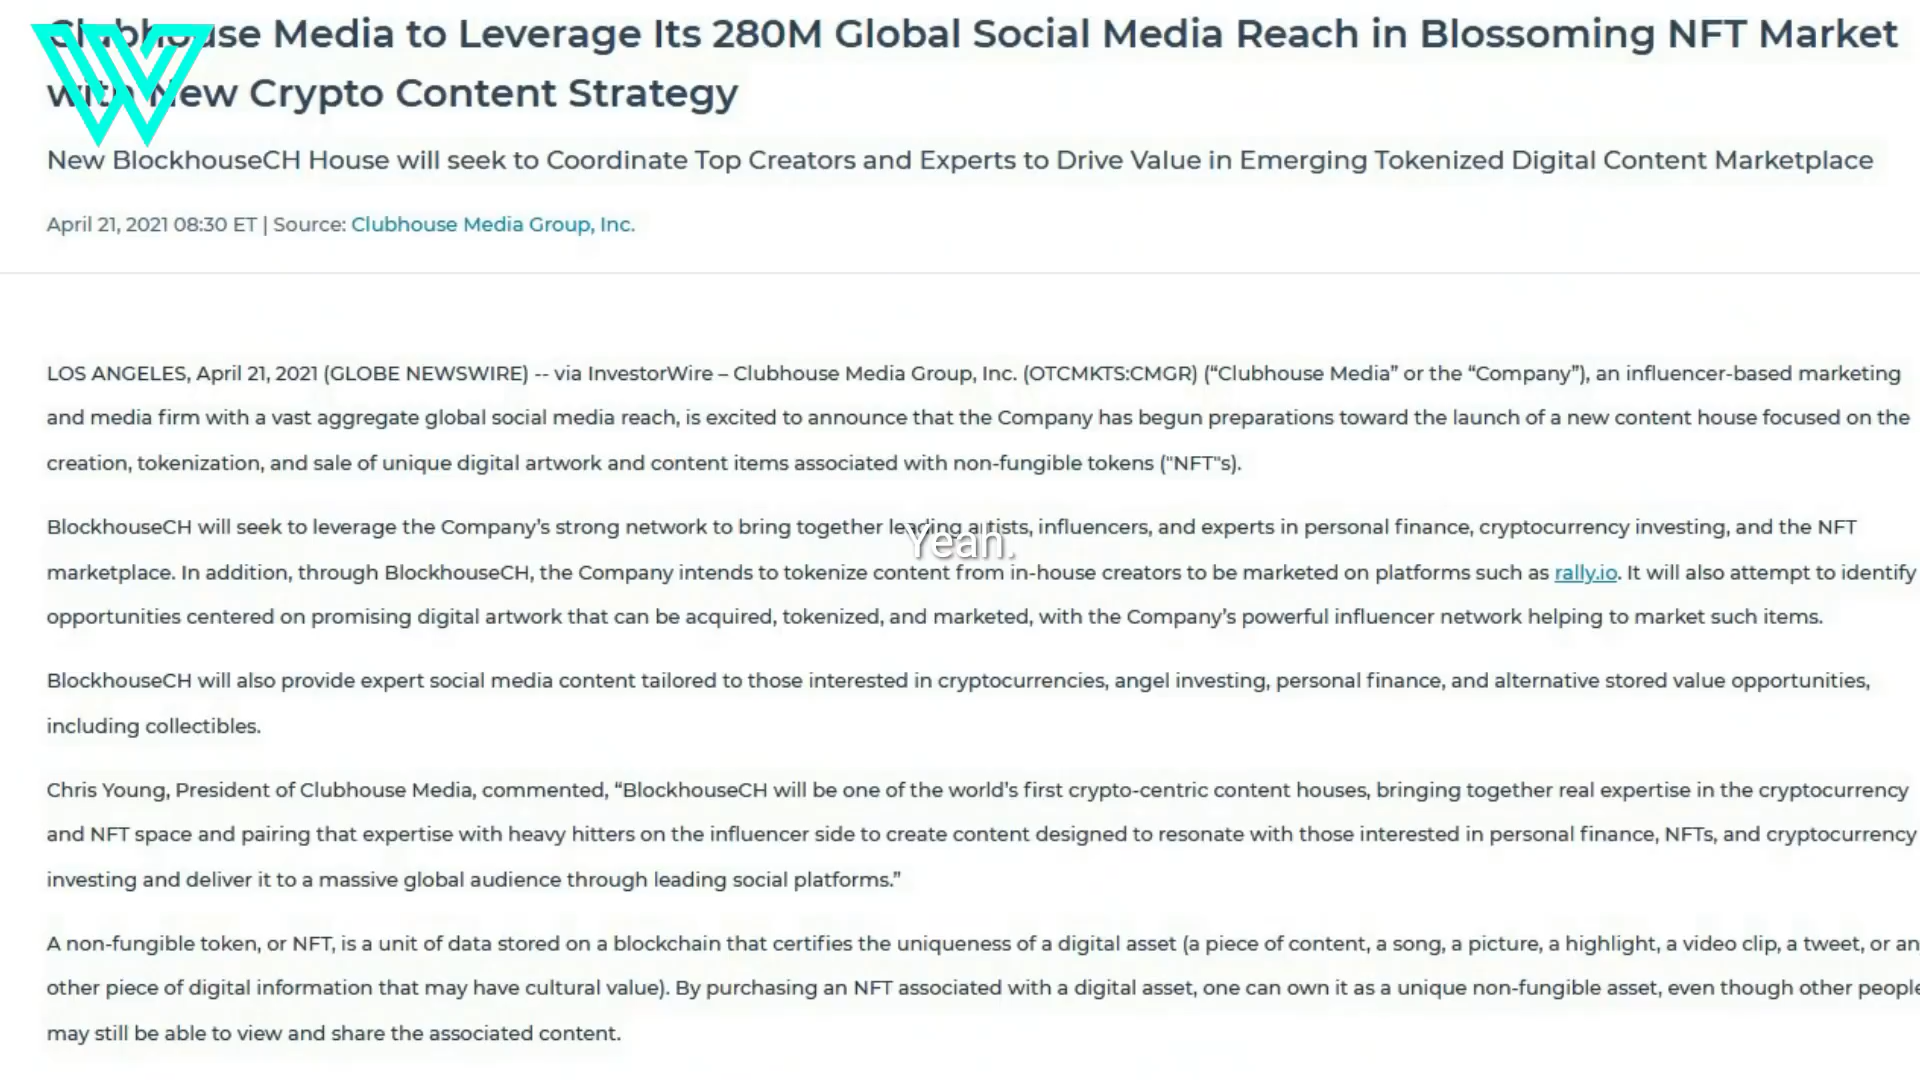 Clubhouse Media to Leverage Its 280M Global Social Media Reach in Blossoming NFT Market
with New Crypto Content Strategy
New BlockhouseCH House will seek to Coordinate Top Creators and Experts to Drive Value in Emerging Tokenized Digital Content Marketplace
April 21, 2021 08:30 ET | Source: Clubhouse Media Group, Inc.
LOS ANGELES, April 21, 2021 (GLOBE NEWSWIRE) -- via InvestorWire – Clubhouse Media Group, Inc. (OTCMKTS:CMGR) (“Clubhouse Media” or the “Company”), an influencer-based marketing
and media firm with a vast aggregate global social media reach, is excited to announce that the Company has begun preparations toward the launch of a new content house focused on the
creation, tokenization, and sale of unique digital artwork and content items associated with non-fungible tokens ("NFT"s).
BlockhouseCH will seek to leverage the Company’s strong network to bring together leading artists, influencers, and experts in personal finance, cryptocurrency investing, and the NFT
Yeah.
marketplace. In addition, through BlockhouseCH, the Company intends to tokenize content from in-house creators to be marketed on platforms such as rally.io. It will also attempt to identify
opportunities centered on promising digital artwork that can be acquired, tokenized, and marketed, with the Company’s powerful influencer network helping to market such items.
BlockhouseCH will also provide expert social media content tailored to those interested in cryptocurrencies, angel investing, personal finance, and alternative stored value opportunities,
including collectibles.
Chris Young, President of Clubhouse Media, commented, “BlockhouseCH will be one of the world’s first crypto-centric content houses, bringing together real expertise in the cryptocurrency
and NFT space and pairing that expertise with heavy hitters on the influencer side to create content designed to resonate with those interested in personal finance, NFTs, and cryptocurrency
investing and deliver it to a massive global audience through leading social platforms.”
A non-fungible token, or NFT, is a unit of data stored on a blockchain that certifies the uniqueness of a digital asset (a piece of content, a song, a picture, a highlight, a video clip, a tweet, or an
other piece of digital information that may have cultural value). By purchasing an NFT associated with a digital asset, one can own it as a unique non-fungible asset, even though other people
may still be able to view and share the associated content.